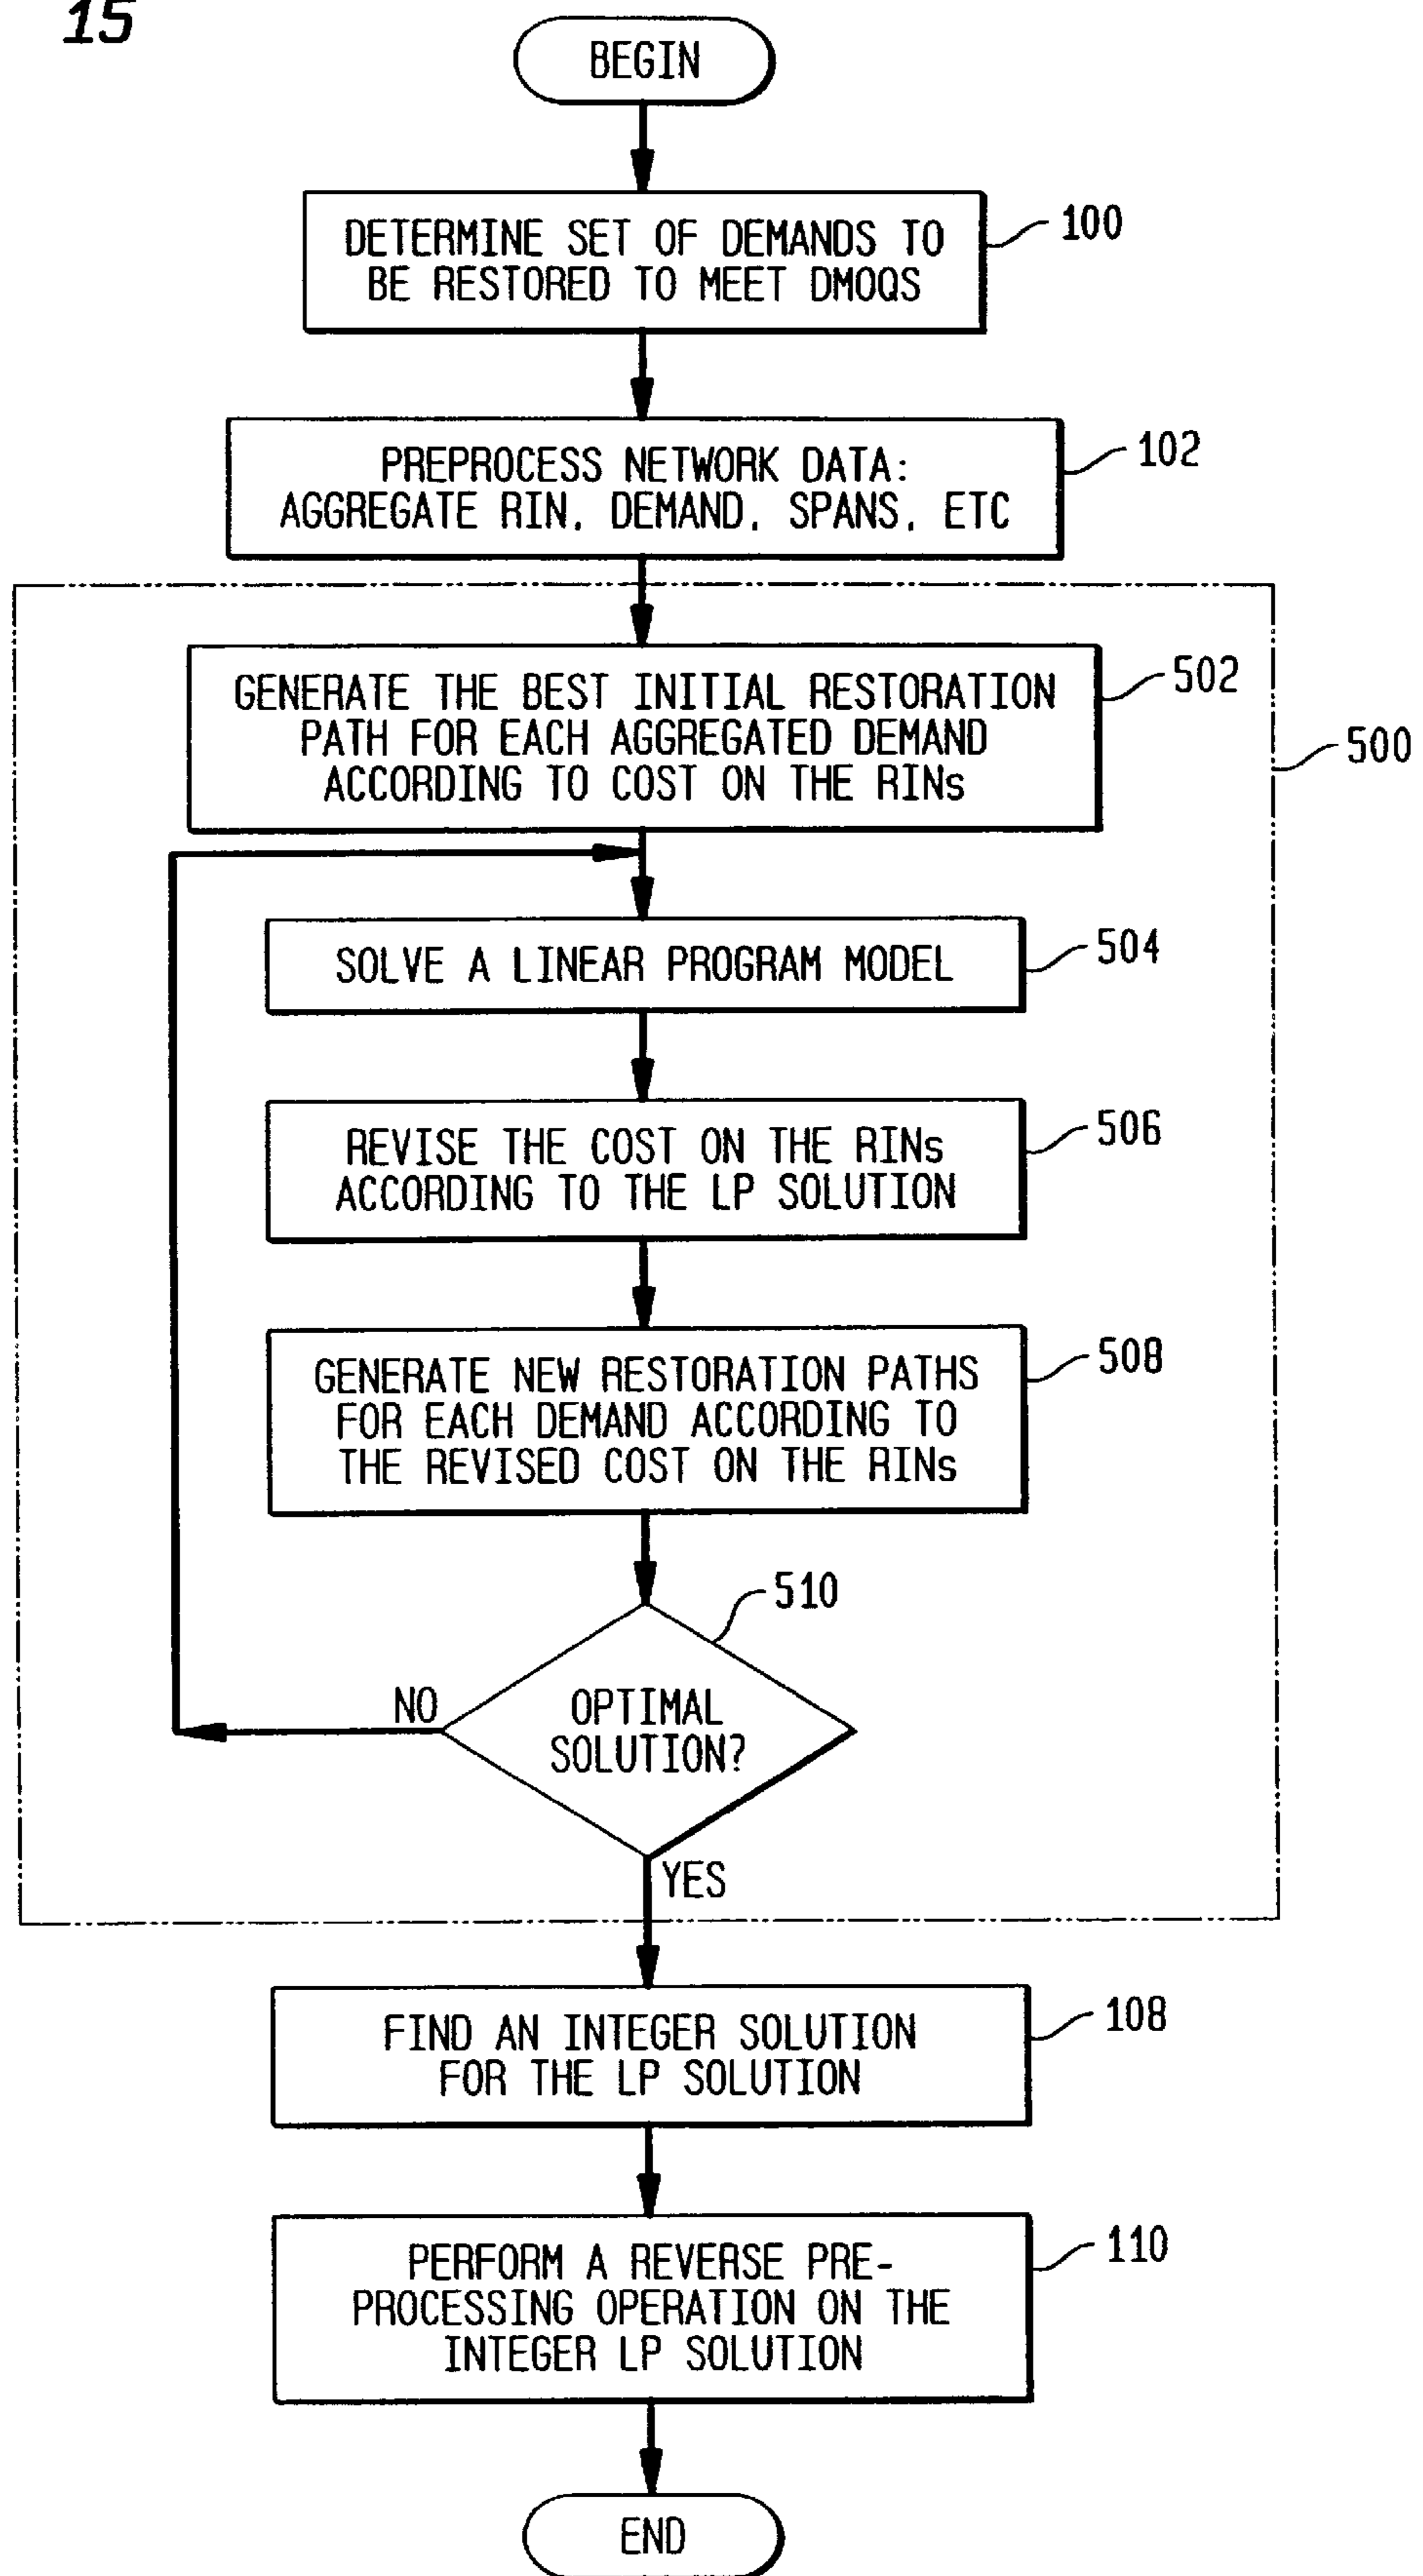 15
BEGIN
DETERMINE SET OF DEMANDS TO
BE RESTORED TO MEET DMOQS
100
PREPROCESS NETWORK DATA:
AGGREGATE RIN, DEMAND, SPANS, ETC
102
GENERATE THE BEST INITIAL RESTORATION
PATH FOR EACH AGGREGATED DEMAND
ACCORDING TO COST ON THE RINs
502
500
SOLVE A LINEAR PROGRAM MODEL
504
REVISE THE COST ON THE RINs
ACCORDING TO THE LP SOLUTION
506
GENERATE NEW RESTORATION PATHS
FOR EACH DEMAND ACCORDING TO
THE REVISED COST ON THE RINs
508
510
OPTIMAL
SOLUTION?
NO
YES
FIND AN INTEGER SOLUTION
FOR THE LP SOLUTION
108
PERFORM A REVERSE PRE-
PROCESSING OPERATION ON THE
INTEGER LP SOLUTION
110
END